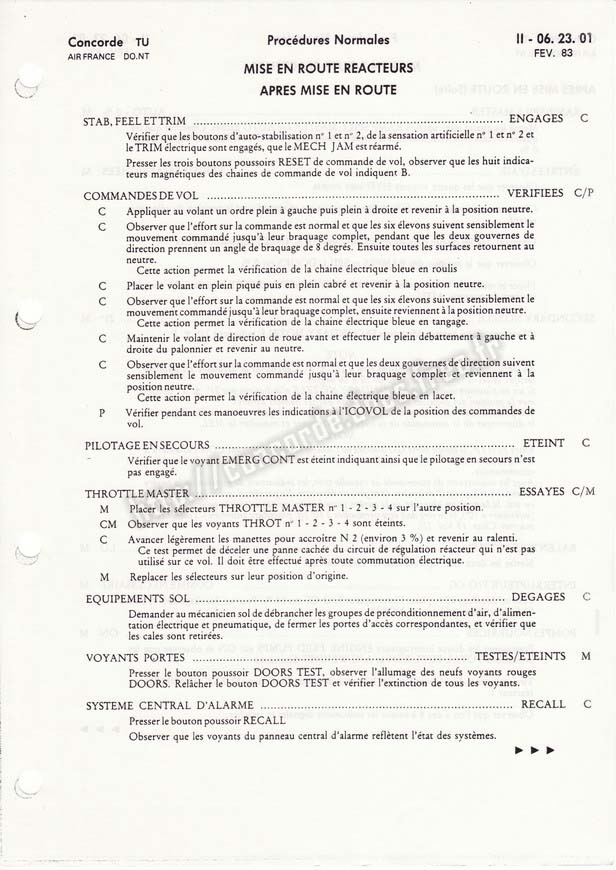 Concorde TU
AIR FRANCE DO.NT
Procédures Normales
II - 06. 23. 01
FEV. 83
MISE EN ROUTE REACTEURS
APRES MISE EN ROUTE
STAB, FEEL ET TRIM ENGAGES C
Vérifier que les boutons d'auto-stabilisation n° 1 et n° 2, de la sensation artificielle n° 1 et n° 2 et
le TRIM électrique sont engagés, que le MECH JAM est réarmé.
Presser les trois boutons poussoirs RESET de commande de vol, observer que les huit indica-
teurs magnétiques des chaines de commande de vol indiquent B.
COMMANDES DE VOL VERIFIEES C/P
C Appliquer au volant un ordre plein à gauche puis plein à droite et revenir à la position neutre.
C Observer que l'effort sur la commande est normal et que les six élevons suivent sensiblement le
mouvement commandé jusqu'à leur braquage complet, pendant que les deux gouvernes de
direction prennent un angle de braquage de 8 degrés. Ensuite toutes les surfaces retournent au
neutre.
Cette action permet la vérification de la chaine électrique bleue en roulis
C Placer le volant en plein piqué puis en plein cabré et revenir à la position neutre.
C Observer que l'effort sur la commande est normal et que les six élevons suivent sensiblement le
mouvement commandé jusqu'à leur braquage complet, ensuite reviennent à la position neutre.
Cette action permet la vérification de la chaine électrique bleue en tangage.
C Maintenir le volant de direction de roue avant et effectuer le plein débattement à gauche et à
droite du palonnier et revenir au neutre.
C Observer que l'effort sur la commande est normal et que les deux gouvernes de direction suivent
sensiblement le mouvement commandé jusqu'à leur braquage complet et reviennent à la
position neutre.
Cette action permet la vérification de la chaine électrique bleue en lacet.
P Vérifier pendant ces manoeuvres les indications à l'ICOVOL de la position des commandes de
vol.
PILOTAGE EN SECOURS ETEINT C
Vérifier que le voyant EMERG CONT est éteint indiquant ainsi que le pilotage en secours n'est
pas engagé.
THROTTLE MASTER ESSAYES C/M
M Placer les sélecteurs THROTTLE MASTER n° 1 - 2 - 3 - 4 sur l'autre position.
CM Observer que les voyants THROT n° 1 - 2 - 3 - 4 sont éteints.
C Avancer légèrement les manettes pour accroître N 2 (environ 3 %) et revenir au ralenti.
Ce test permet de déceler une panne cachée du circuit de régulation réacteur qui n'est pas
utilisé sur ce vol. Il doit être effectué après toute commutation électrique.
M Replacer les sélecteurs sur leur position d'origine.
EQUIPEMENTS SOL DEGAGES C
Demander au mécanicien sol de débrancher les groupes de préconditionnement d'air, d'alimen-
tation électrique et pneumatique, de fermer les portes d'accès correspondantes, et vérifier que
les cales sont retirées.
VOYANTS PORTES TESTES/ETEINTS M
Presser le bouton poussoir DOORS TEST, observer l'allumage des neufs voyants rouges
DOORS. Relâcher le bouton DOORS TEST et vérifier l'extinction de tous les voyants.
SYSTEME CENTRAL D'ALARME RECALL C
Presser le bouton poussoir RECALL
Observer que les voyants du panneau central d'alarme reflètent l'état des systèmes.